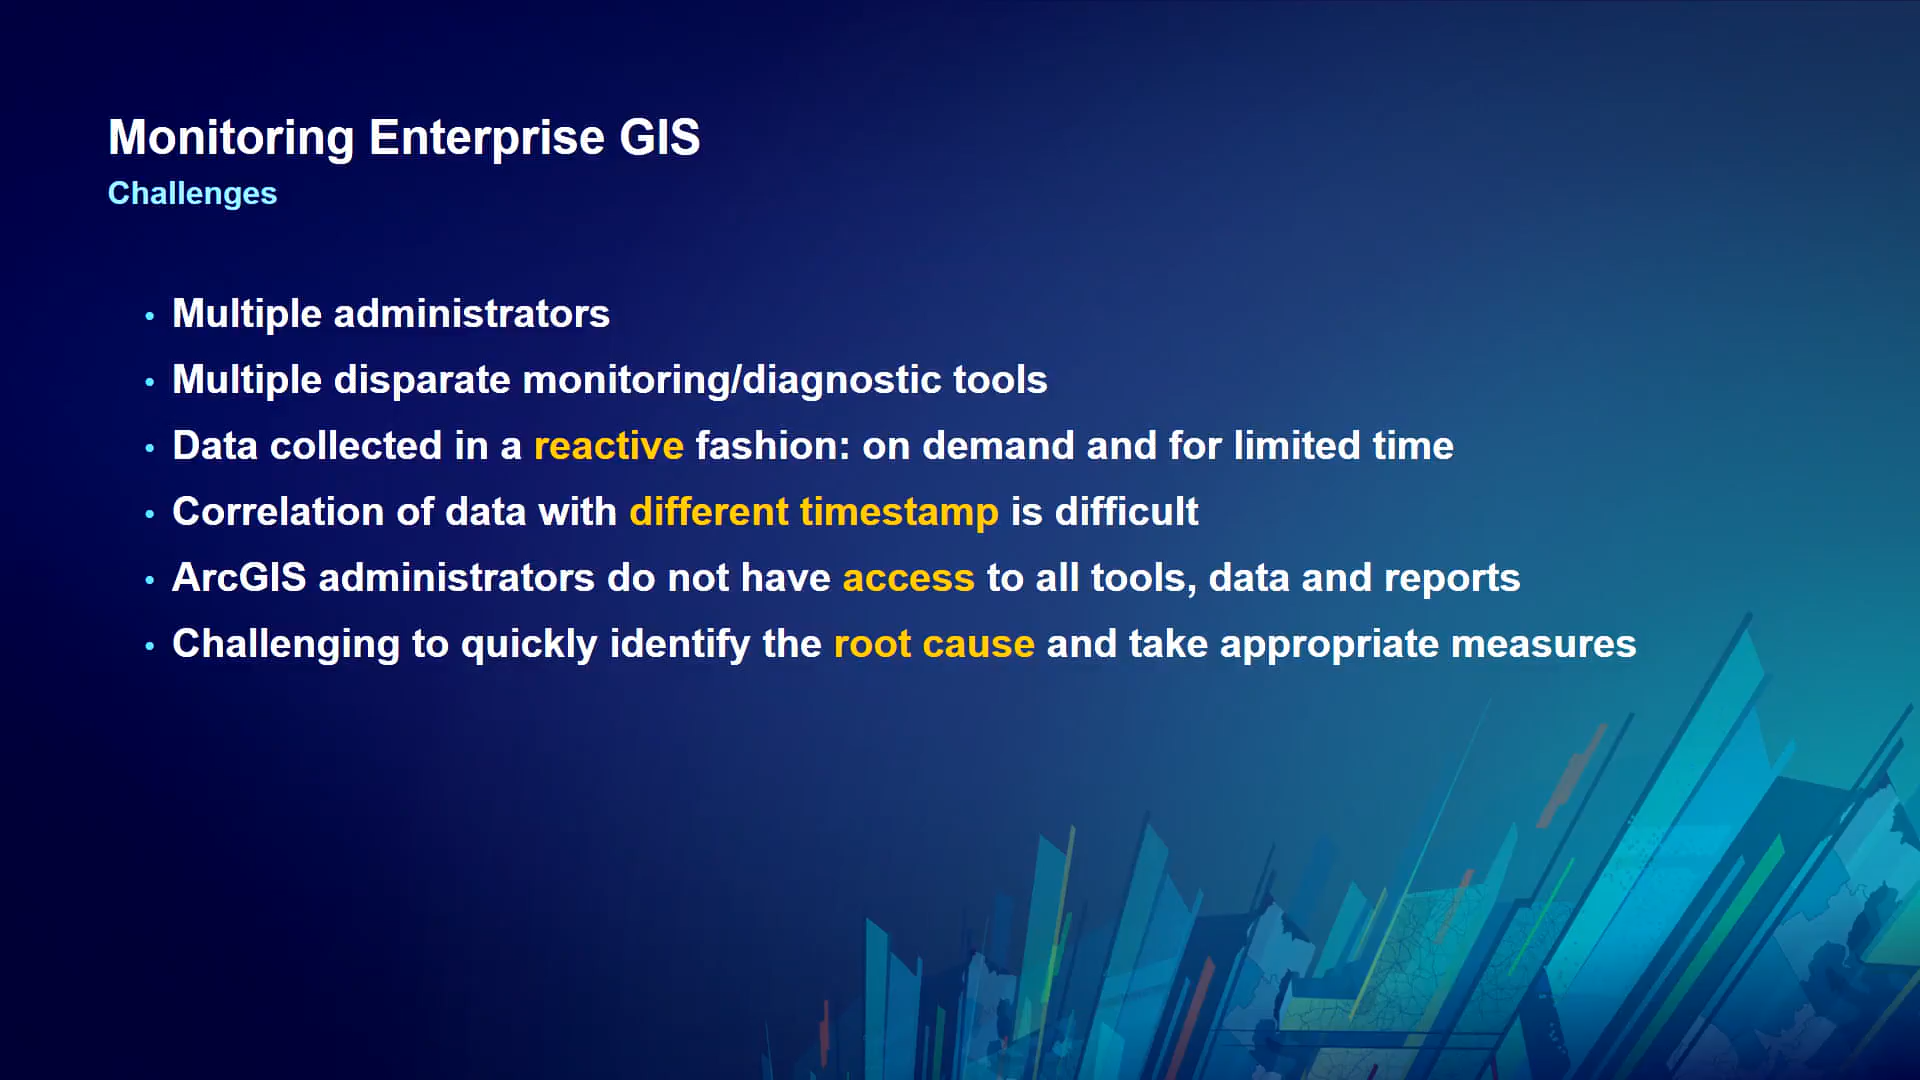 Monitoring Enterprise GIS
Challenges
• Multiple administrators
• Multiple disparate monitoring/diagnostic tools
• Data collected in a reactive fashion: on demand and for limited time
• Correlation of data with different timestamp is difficult
• ArcGIS administrators do not have access to all tools, data and reports
• Challenging to quickly identify the root cause and take appropriate measures